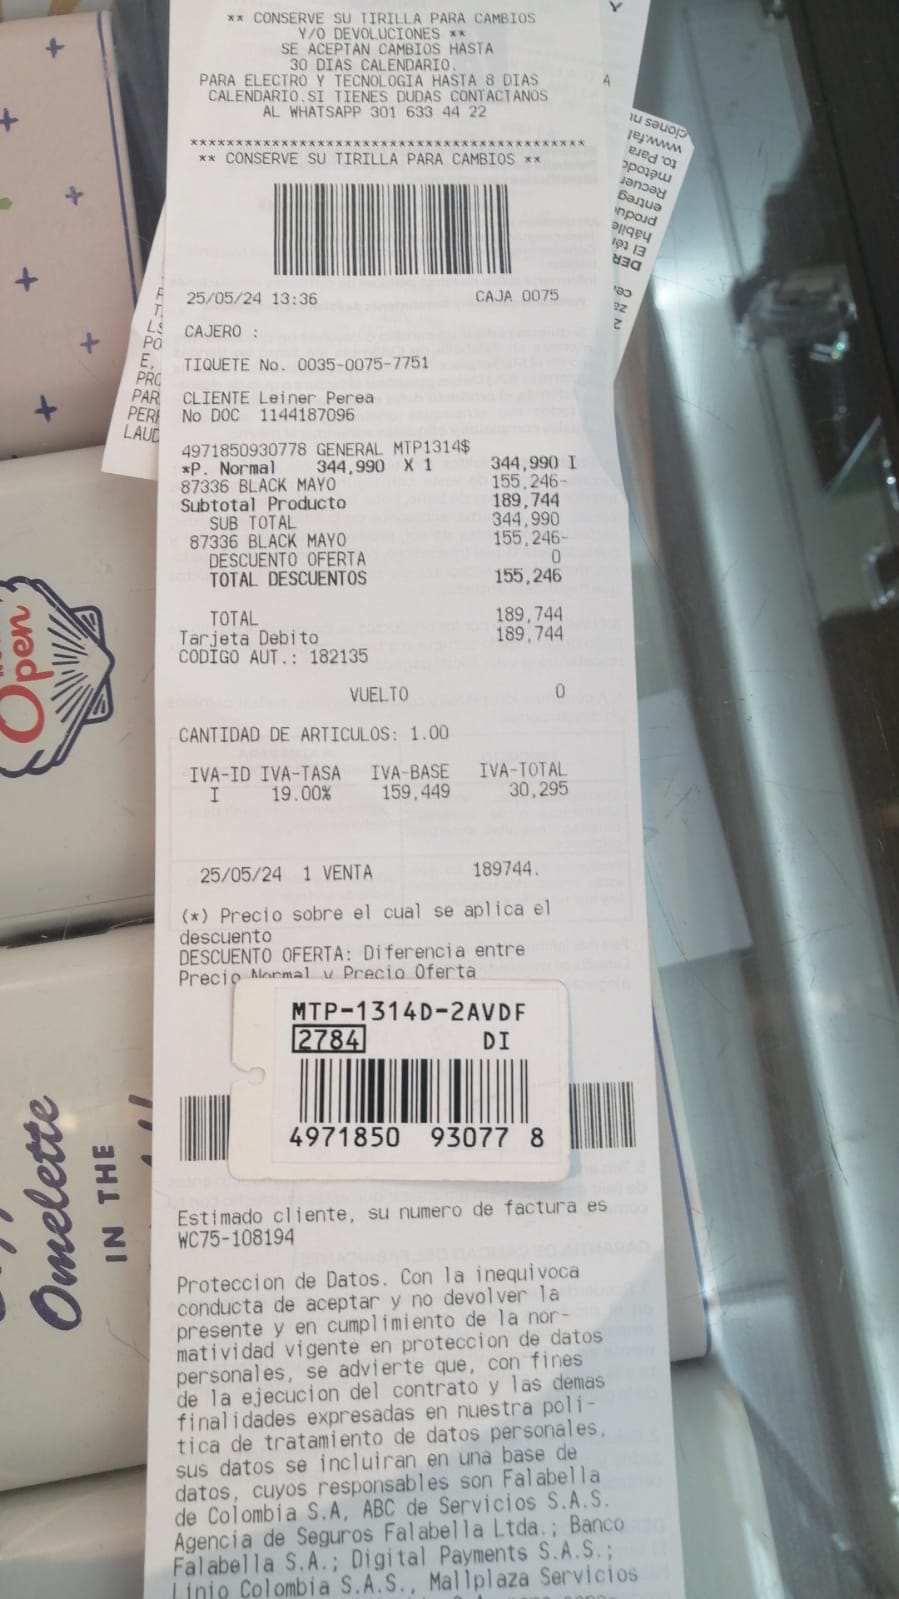 ** CONSERVE SU TIRILLA PARA CAMBIOS
Y/O DEVOLUCIONES **
SE ACEPTAN CAMBIOS HASTA
30 DIAS CALENDARIO.
PARA ELECTRO Y TECNOLOGIA HASTA 8 DIAS
CALENDARIO.SI TIENES DUDAS CONTACTANOS
AL WHATSAPP 301 633 44 22
******************************************
** CONSERVE SU TIRILLA PARA CAMBIOS **
25/05/24 13:36 CAJA 0075
CAJERO :
TIQUETE No. 0035-0075-7751
CLIENTE Leiner Perea
No DOC 1144187096
4971850930778 GENERAL MTP1314$
*P. Normal 344,990 X 1 344,990 I
87336 BLACK MAYO 155,246-
Subtotal Producto 189,744
SUB TOTAL 344,990
87336 BLACK MAYO 155,246-
DESCUENTO OFERTA 0
TOTAL DESCUENTOS 155,246
TOTAL 189,744
Tarjeta Debito 189,744
CODIGO AUT.: 182135
VUELTO 0
CANTIDAD DE ARTICULOS: 1.00
IVA-ID IVA-TASA IVA-BASE IVA-TOTAL
I 19.00% 159,449 30,295
25/05/24 1 VENTA 189744.
(*) Precio sobre el cual se aplica el
descuento
DESCUENTO OFERTA: Diferencia entre
Precio Normal y Precio Oferta
MTP-1314D-2AVDF
2784 DI
4971850 93077 8
Estimado cliente, su numero de factura es
WC75-108194
Proteccion de Datos. Con la inequivoca
conducta de aceptar y no devolver la
presente y en cumplimiento de la nor-
matividad vigente en proteccion de datos
personales, se advierte que, con fines
de la ejecucion del contrato y las demas
finalidades expresadas en nuestra poli-
tica de tratamiento de datos personales,
sus datos se incluiran en una base de
datos, cuyos responsables son Falabella
de Colombia S.A, ABC de Servicios S.A.S.
Agencia de Seguros Falabella Ltda.; Banco
Falabella S.A.; Digital Payments S.A.S.;
Linio Colombia S.A.S., Mallplaza Servicios
Open
Omelette
IN THE